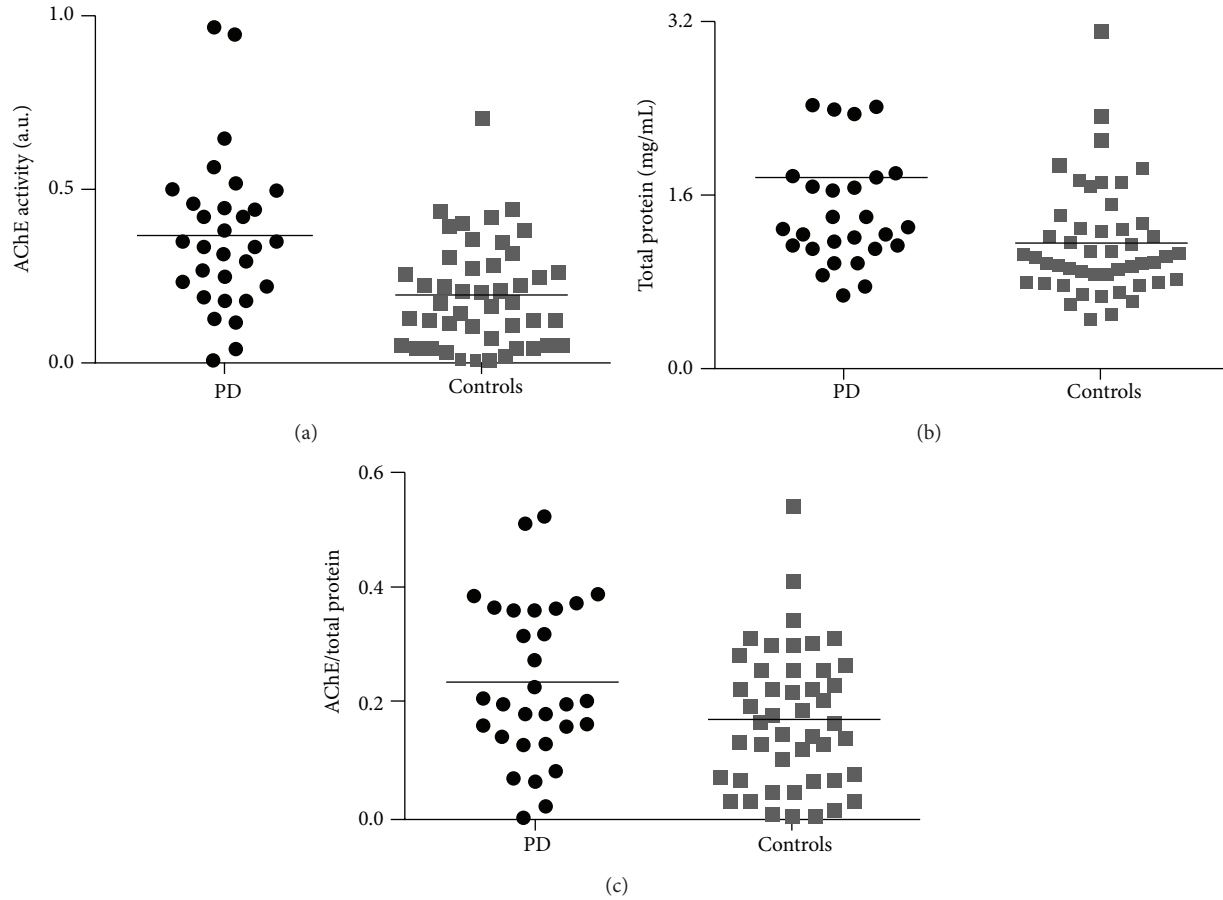 AChE activity (a.u.)
1.0
0.5
0.0
PD
Controls
(a)
Total protein (mg/mL)
3.2
1.6
0.0
PD
Controls
(b)
AChE/total protein
0.6
0.4
0.2
0.0
PD
Controls
(c)